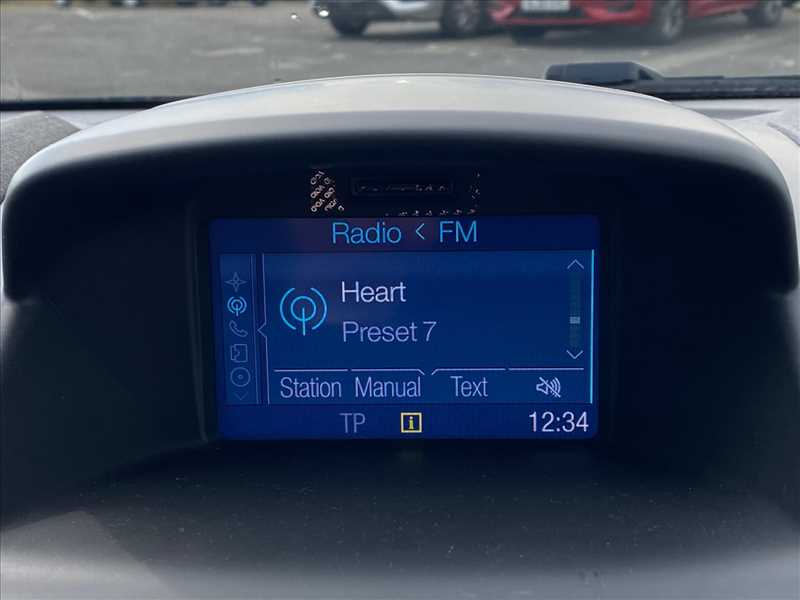 Radio < FM
Heart
Preset 7
Station Manual Text
TP i 12:34